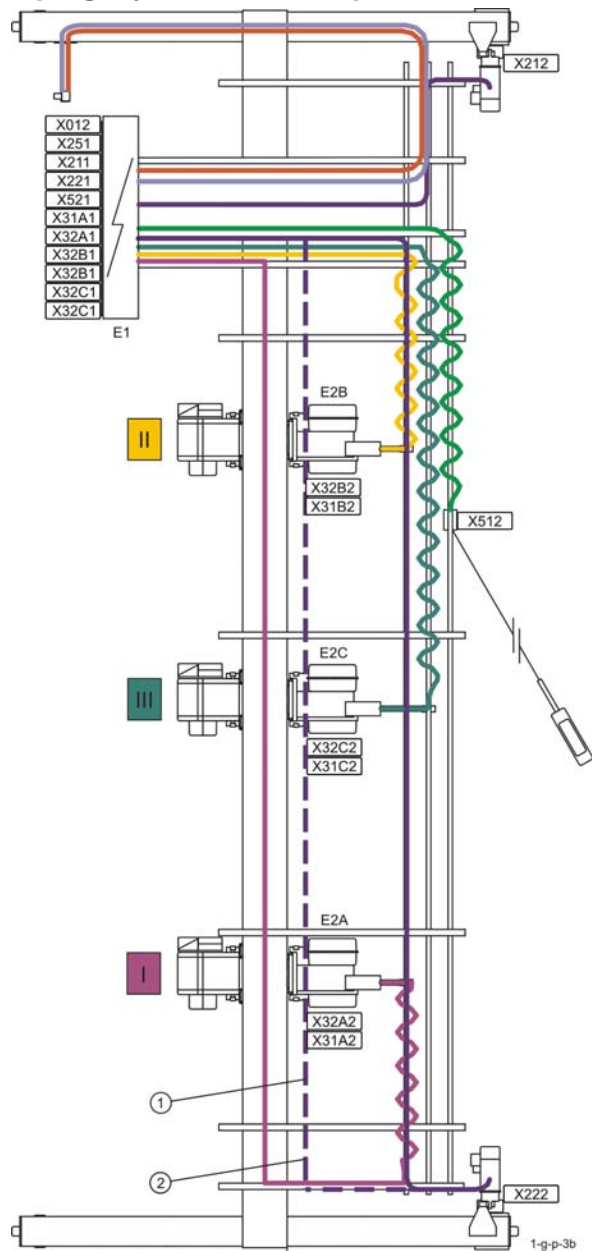 X212
X012
X251
X211
X221
X521
X31A1
X32A1
X32B1
X32B1
X32C1
X32C1
E1
II
E2B
X32B2
X31B2
X512
III
E2C
X32C2
X31C2
I
E2A
X32A2
X31A2
1
2
X222
1-g-p-3b